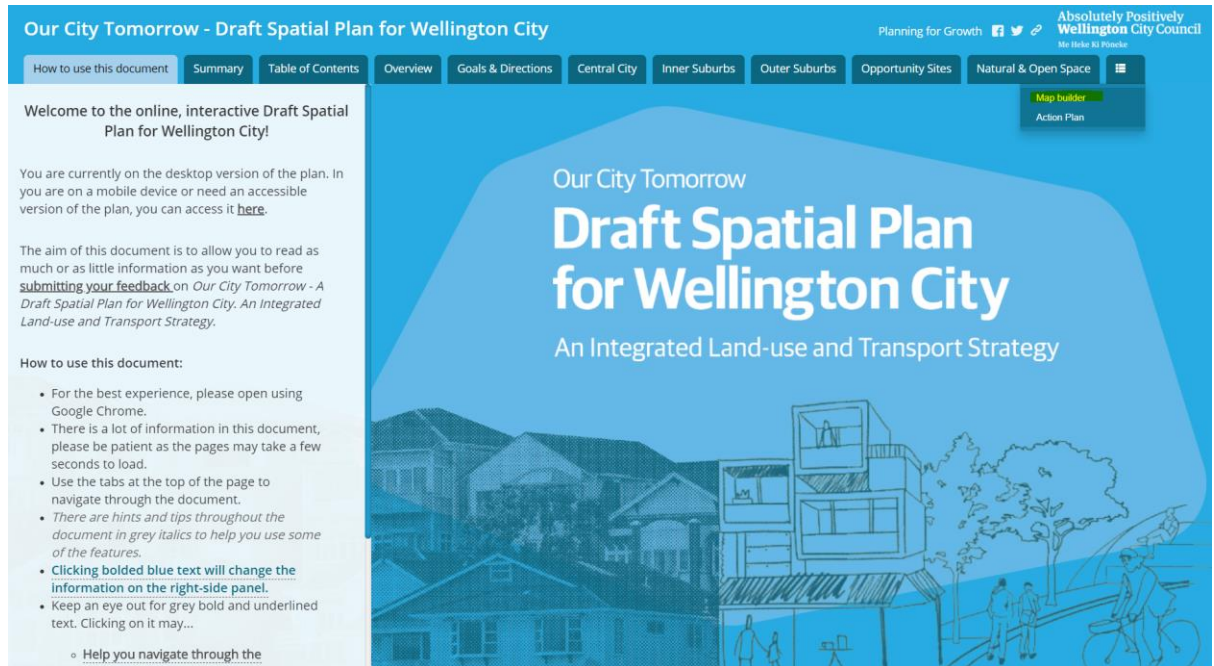 Our City Tomorrow - Draft Spatial Plan for Wellington City
Planning for Growth
Absolutely Positively
Wellington City Council
Me Heke Ki Pōneke
How to use this document
Summary
Table of Contents
Overview
Goals & Directions
Central City
Inner Suburbs
Outer Suburbs
Opportunity Sites
Natural & Open Space
Map builder
Action Plan
Welcome to the online, interactive Draft Spatial
Plan for Wellington City!
You are currently on the desktop version of the plan. In
you are on a mobile device or need an accessible
version of the plan, you can access it here.
The aim of this document is to allow you to read as
much or as little information as you want before
submitting your feedback on Our City Tomorrow - A
Draft Spatial Plan for Wellington City. An Integrated
Land-use and Transport Strategy.
How to use this document:
• For the best experience, please open using
Google Chrome.
• There is a lot of information in this document,
please be patient as the pages may take a few
seconds to load.
• Use the tabs at the top of the page to
navigate through the document.
• There are hints and tips throughout the
document in grey italics to help you use some
of the features.
• Clicking bolded blue text will change the
information on the right-side panel.
• Keep an eye out for grey bold and underlined
text. Clicking on it may...
◦ Help you navigate through the
Our City Tomorrow
Draft Spatial Plan
for Wellington City
An Integrated Land-use and Transport Strategy